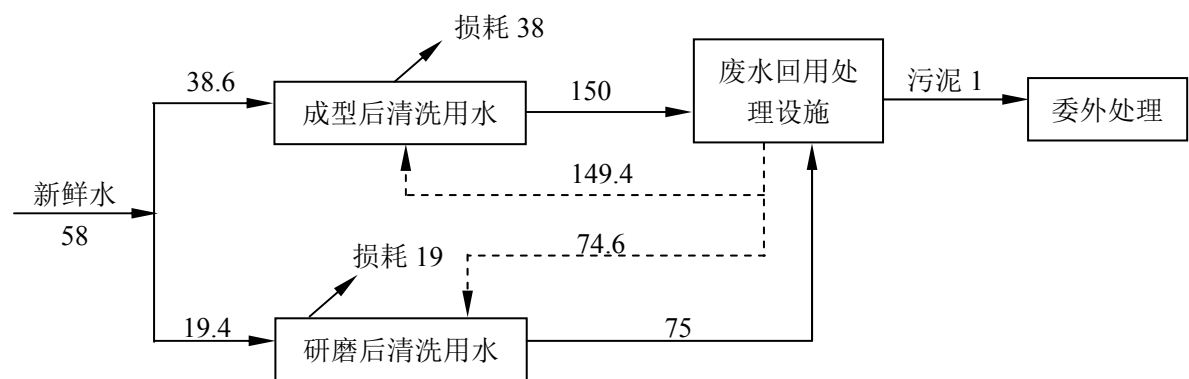 损耗 38
38.6
成型后清洗用水
150
废水回用处
理设施
污泥 1
委外处理
149.4
新鲜水
58
74.6
损耗 19
19.4
研磨后清洗用水
75